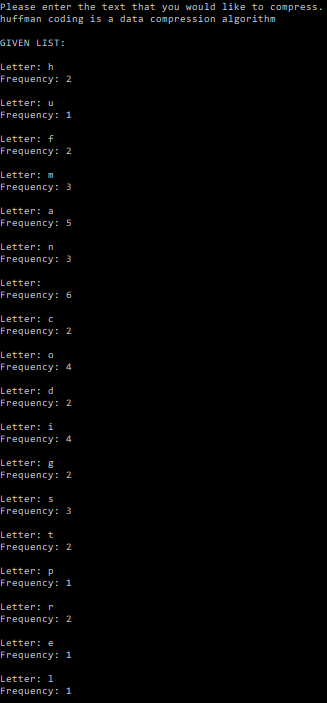 Please enter the text that you would like to compress.
huffman coding is a data compression algorithm
GIVEN LIST:
Letter: h
Frequency: 2
Letter: u
Frequency: 1
Letter: f
Frequency: 2
Letter: m
Frequency: 3
Letter: a
Frequency: 5
Letter: n
Frequency: 3
Letter:
Frequency: 6
Letter: c
Frequency: 2
Letter: o
Frequency: 4
Letter: d
Frequency: 2
Letter: i
Frequency: 4
Letter: g
Frequency: 2
Letter: s
Frequency: 3
Letter: t
Frequency: 2
Letter: p
Frequency: 1
Letter: r
Frequency: 2
Letter: e
Frequency: 1
Letter: l
Frequency: 1